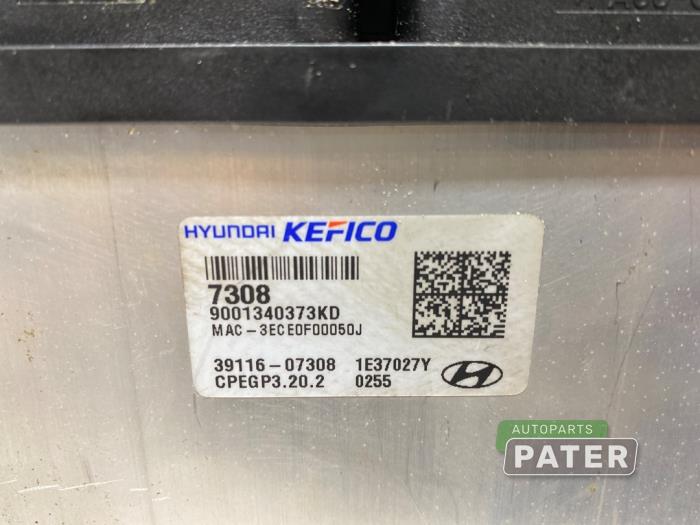 HYUNDAI KEFICO
7308
9001340373KD
MAC-3ECE0F00050J
39116-07308 1E37027Y
CPEGP3.20.2 0255
AUTOPARTS
PATER